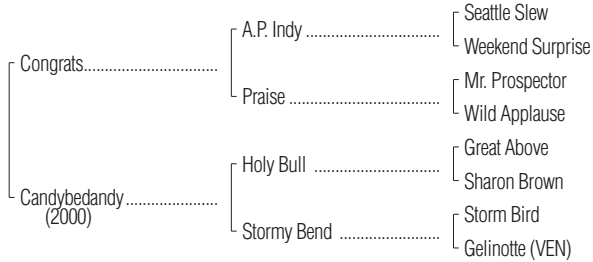 Seattle Slew
A.P. Indy ................................
Weekend Surprise
Congrats................................
Mr. Prospector
Praise ....................................
Wild Applause
Great Above
Holy Bull ..............................
Sharon Brown
Candybedandy......................
(2000)
Storm Bird
Stormy Bend ........................
Gelinotte (VEN)